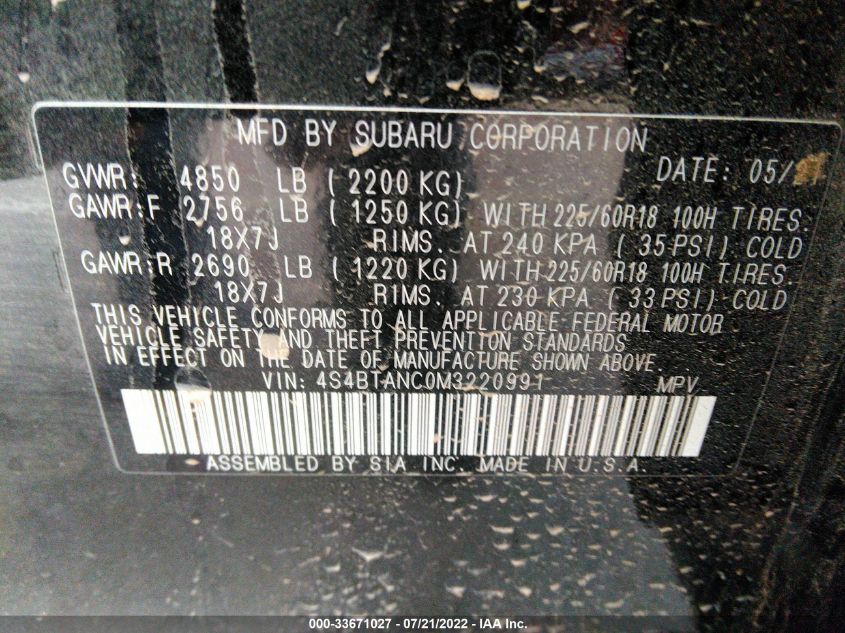 MFD BY SUBARU CORPORATION
DATE: 05/
GVWR: 4850 LB ( 2200 KG)
GAWR:F 2756 LB ( 1250 KG) WITH 225/60R18 100H TIRES.
18X7J RIMS. AT 240 KPA ( 35 PSI) COLD
GAWR:R 2690 LB ( 1220 KG) WITH 225/60R18 100H TIRES.
18X7J RIMS. AT 230 KPA ( 33 PSI) COLD
THIS VEHICLE CONFORMS TO ALL APPLICABLE FEDERAL MOTOR
VEHICLE SAFETY AND THEFT PREVENTION STANDARDS
IN EFFECT ON THE DATE OF MANUFACTURE SHOWN ABOVE.
VIN: 4S4BTANC0M3220991 MPV
ASSEMBLED BY SIA INC. MADE IN U.S.A.
000-33671027 - 07/21/2022 - IAA Inc.